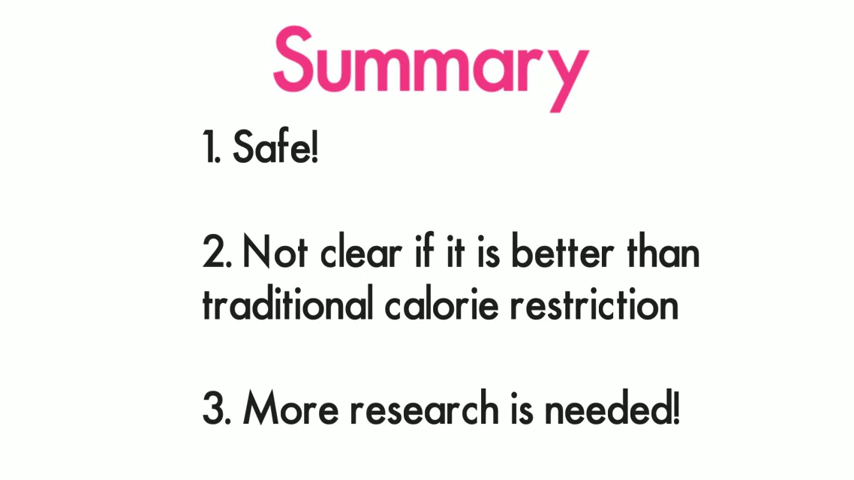 Summary
1. Safe!
2. Not clear if it is better than
traditional calorie restriction
3. More research is needed!